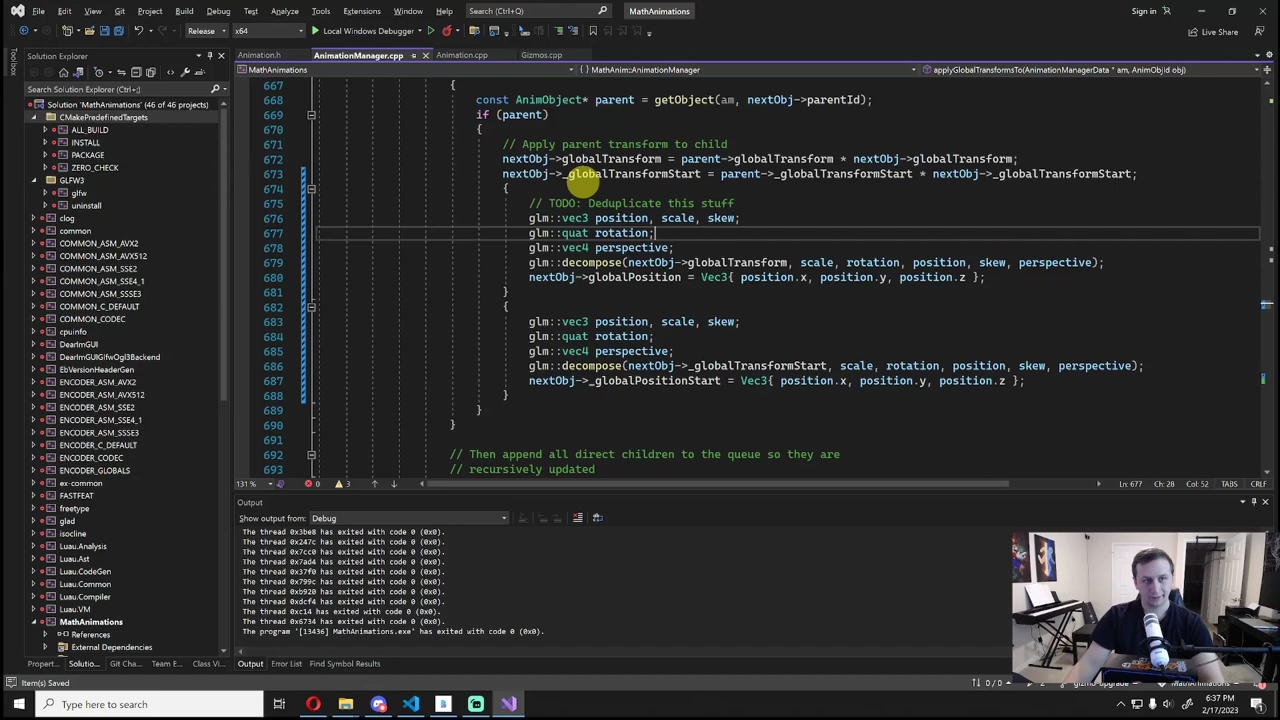 File Edit View Git Project Build Debug Test Analyze Tools Extensions Window Help Search (Ctrl+Q) MathAnimations Sign in
Release x64 Local Windows Debugger Live Share
Toolbox
Solution Explorer
Search Solution Explorer (Ctrl+;)
Solution 'MathAnimations' (46 of 46 projects)
CMakePredefinedTargets
ALL_BUILD
INSTALL
PACKAGE
ZERO_CHECK
GLFW3
glfw
uninstall
clog
common
COMMON_ASM_AVX2
COMMON_ASM_AVX512
COMMON_ASM_SSE2
COMMON_ASM_SSE4_1
COMMON_ASM_SSSE3
COMMON_C_DEFAULT
COMMON_CODEC
cpuinfo
DearImGUI
DearImGUIGlfwOgl3Backend
EbVersionHeaderGen
ENCODER_ASM_AVX2
ENCODER_ASM_AVX512
ENCODER_ASM_SSE2
ENCODER_ASM_SSE4_1
ENCODER_ASM_SSSE3
ENCODER_C_DEFAULT
ENCODER_CODEC
ENCODER_GLOBALS
ex-common
FASTFEAT
freetype
glad
isocline
Luau.Analysis
Luau.Ast
Luau.CodeGen
Luau.Common
Luau.Compiler
Luau.VM
MathAnimations
References
External Dependencies
Propert... Solutio... Git Cha... Team E... Class Vi...
Animation.h AnimationManager.cpp Animation.cpp Gizmos.cpp
MathAnimations MathAnim::AnimationManager applyGlobalTransformsTo(AnimationManagerData * am, AnimObjId obj)
667 {
668 const AnimObject* parent = getObject(am, nextObj->parentId);
669 if (parent)
670 {
671 // Apply parent transform to child
672 nextObj->globalTransform = parent->globalTransform * nextObj->globalTransform;
673 nextObj->_globalTransformStart = parent->_globalTransformStart * nextObj->_globalTransformStart;
674 {
675 // TODO: Deduplicate this stuff
676 glm::vec3 position, scale, skew;
677 glm::quat rotation;
678 glm::vec4 perspective;
679 glm::decompose(nextObj->globalTransform, scale, rotation, position, skew, perspective);
680 nextObj->globalPosition = Vec3{ position.x, position.y, position.z };
681 }
682 {
683 glm::vec3 position, scale, skew;
684 glm::quat rotation;
685 glm::vec4 perspective;
686 glm::decompose(nextObj->_globalTransformStart, scale, rotation, position, skew, perspective);
687 nextObj->_globalPositionStart = Vec3{ position.x, position.y, position.z };
688 }
689 }
690 }
691
692 // Then append all direct children to the queue so they are
693 // recursively updated
131 % 0 3 Ln: 677 Ch: 28 Col: 52 TABS CRLF
Output
Show output from: Debug
The thread 0x3be8 has exited with code 0 (0x0).
The thread 0x247c has exited with code 0 (0x0).
The thread 0x7cc0 has exited with code 0 (0x0).
The thread 0x7ad4 has exited with code 0 (0x0).
The thread 0x37f0 has exited with code 0 (0x0).
The thread 0x799c has exited with code 0 (0x0).
The thread 0xb920 has exited with code 0 (0x0).
The thread 0xdcf4 has exited with code 0 (0x0).
The thread 0xc14 has exited with code 0 (0x0).
The thread 0x6734 has exited with code 0 (0x0).
The program '[13436] MathAnimations.exe' has exited with code 0 (0x0).
Output Error List Find Symbol Results
Item(s) Saved 0 / 0 gizmo-upgrade MathAnimations
Type here to search 6:37 PM
2/17/2023